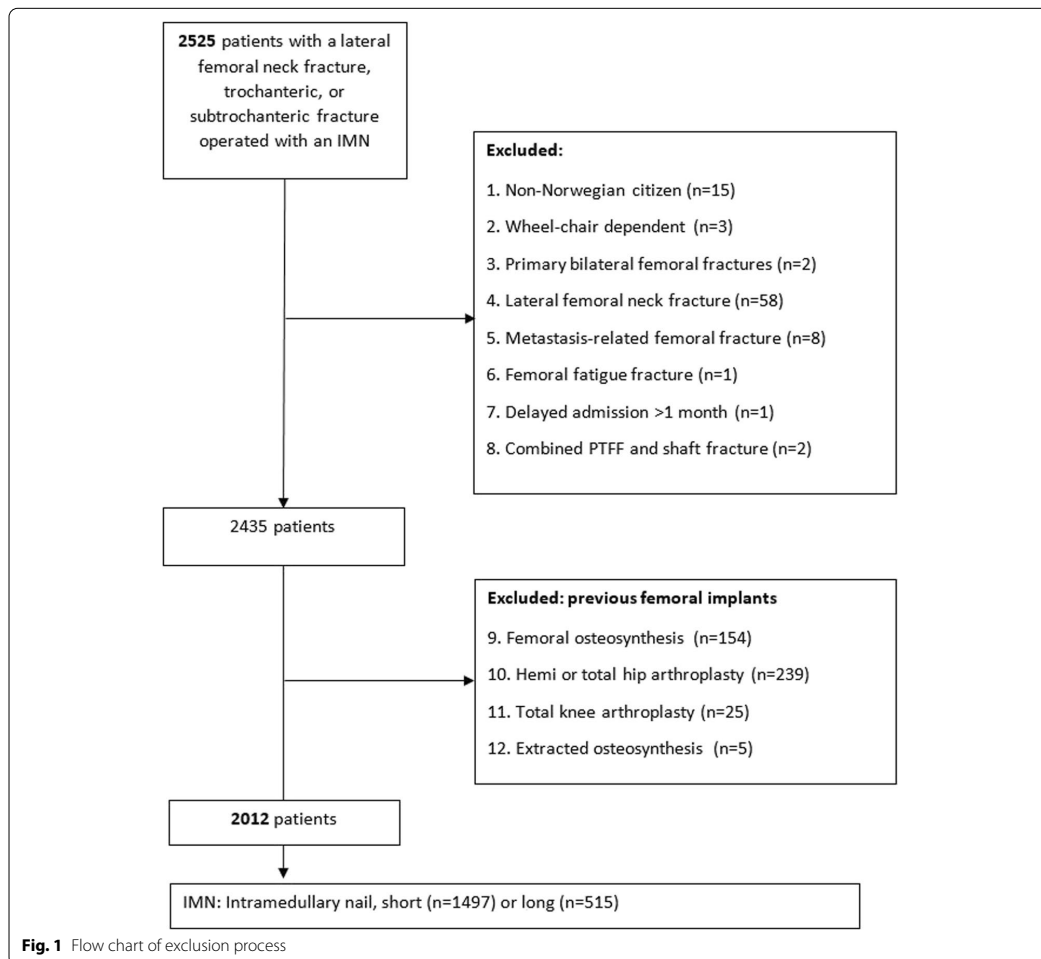 2525 patients with a lateral
femoral neck fracture,
trochanteric, or
subtrochanteric fracture
operated with an IMN
Excluded:
1. Non-Norwegian citizen (n=15)
2. Wheel-chair dependent (n=3)
3. Primary bilateral femoral fractures (n=2)
4. Lateral femoral neck fracture (n=58)
5. Metastasis-related femoral fracture (n=8)
6. Femoral fatigue fracture (n=1)
7. Delayed admission >1 month (n=1)
8. Combined PTFF and shaft fracture (n=2)
2435 patients
Excluded: previous femoral implants
9. Femoral osteosynthesis (n=154)
10. Hemi or total hip arthroplasty (n=239)
11. Total knee arthroplasty (n=25)
12. Extracted osteosynthesis (n=5)
2012 patients
IMN: Intramedullary nail, short (n=1497) or long (n=515)
Fig. 1 Flow chart of exclusion process